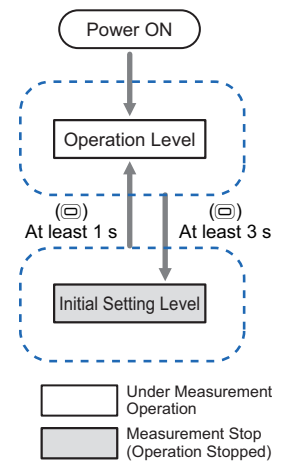 Power ON
Operation Level
( ) ( )
At least 1 s At least 3 s
Initial Setting Level
Under Measurement
Operation
Measurement Stop
(Operation Stopped)